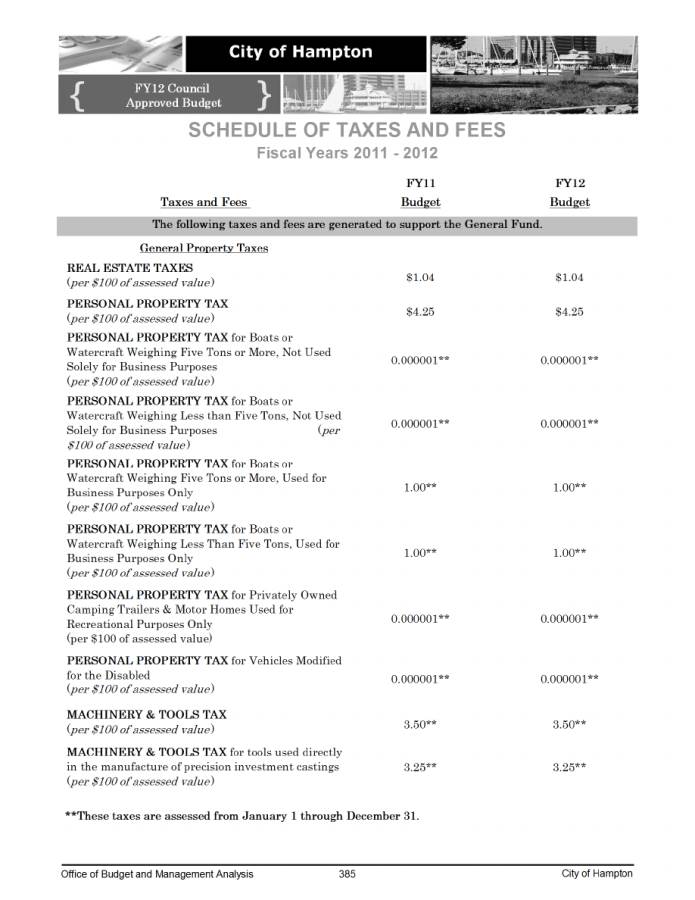 City of Hampton
{ FY12 Council }
Approved Budget
SCHEDULE OF TAXES AND FEES
Fiscal Years 2011 - 2012
FY11 FY12
Taxes and Fees Budget Budget
The following taxes and fees are generated to support the General Fund.
General Property Taxes
REAL ESTATE TAXES
(per $100 of assessed value) $1.04 $1.04
PERSONAL PROPERTY TAX
(per $100 of assessed value) $4.25 $4.25
PERSONAL PROPERTY TAX for Boats or
Watercraft Weighing Five Tons or More, Not Used
Solely for Business Purposes 0.000001** 0.000001**
(per $100 of assessed value)
PERSONAL PROPERTY TAX for Boats or
Watercraft Weighing Less than Five Tons, Not Used
Solely for Business Purposes (per 0.000001** 0.000001**
$100 of assessed value)
PERSONAL PROPERTY TAX for Boats or
Watercraft Weighing Five Tons or More, Used for
Business Purposes Only 1.00** 1.00**
(per $100 of assessed value)
PERSONAL PROPERTY TAX for Boats or
Watercraft Weighing Less Than Five Tons, Used for
Business Purposes Only 1.00** 1.00**
(per $100 of assessed value)
PERSONAL PROPERTY TAX for Privately Owned
Camping Trailers & Motor Homes Used for
Recreational Purposes Only 0.000001** 0.000001**
(per $100 of assessed value)
PERSONAL PROPERTY TAX for Vehicles Modified
for the Disabled 0.000001** 0.000001**
(per $100 of assessed value)
MACHINERY & TOOLS TAX
(per $100 of assessed value) 3.50** 3.50**
MACHINERY & TOOLS TAX for tools used directly
in the manufacture of precision investment castings 3.25** 3.25**
(per $100 of assessed value)
**These taxes are assessed from January 1 through December 31.
Office of Budget and Management Analysis 385 City of Hampton